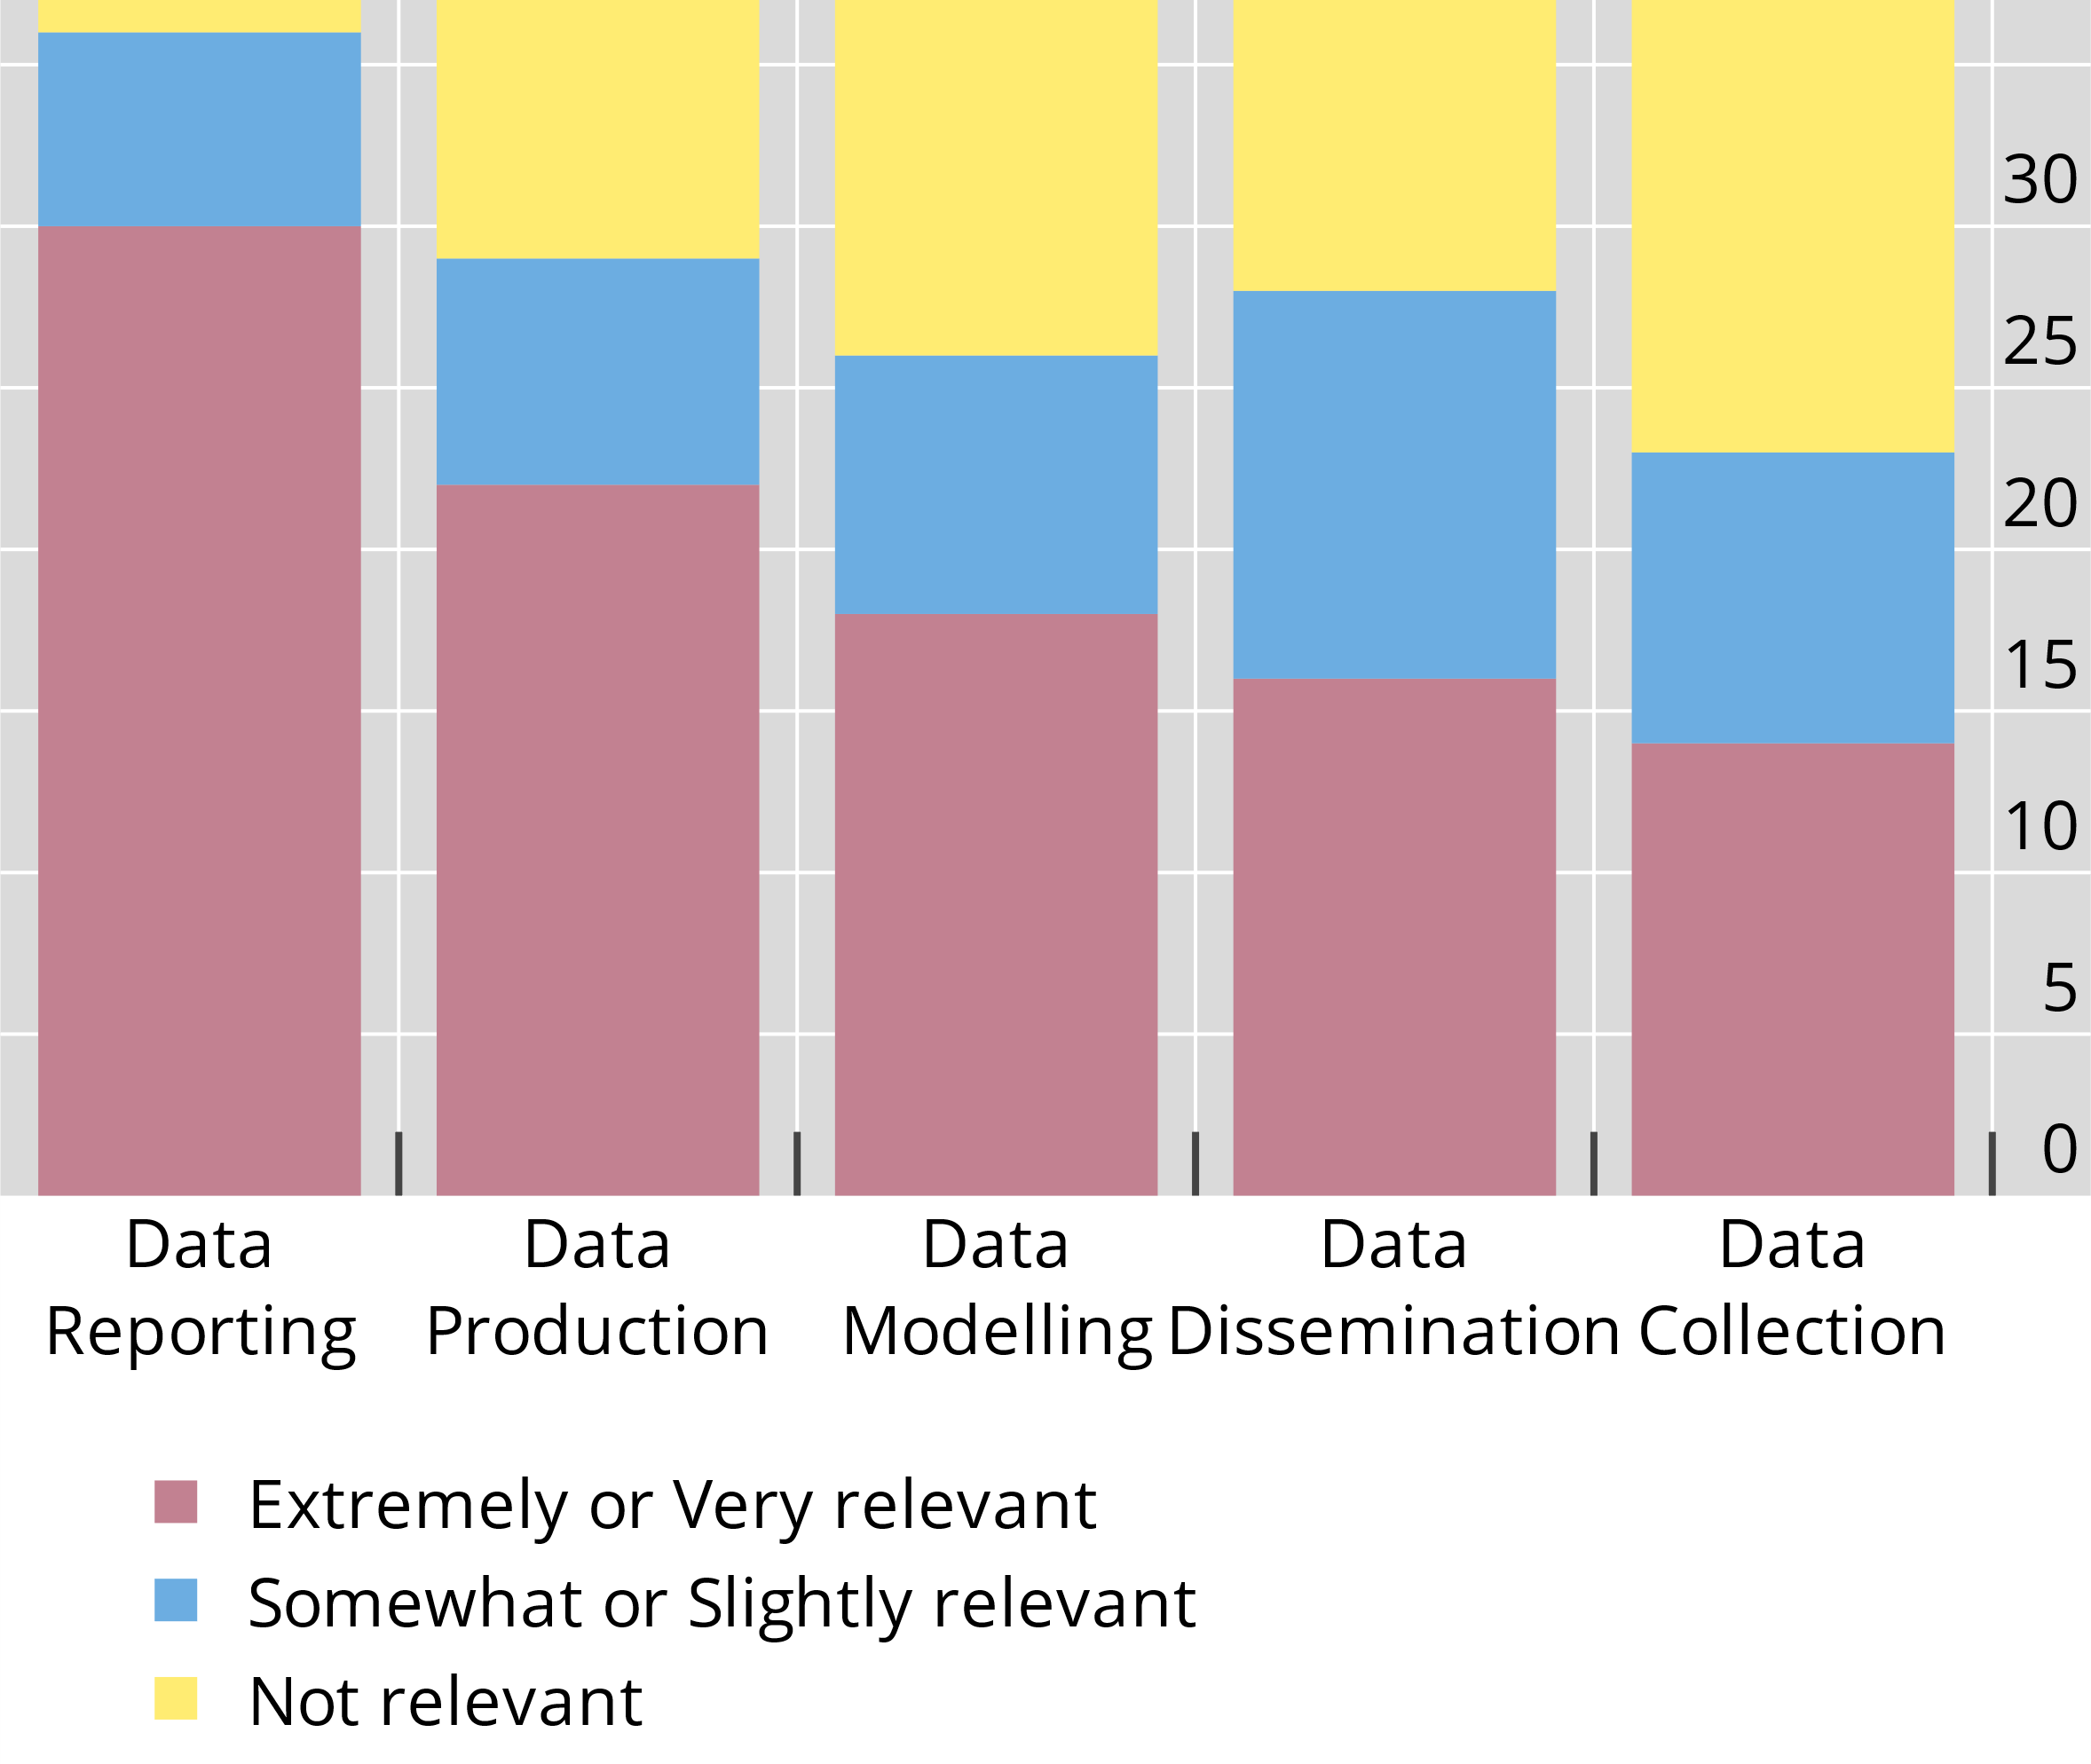 30
25
20
15
10
5
0
Data Reporting
Data Production
Data Modelling
Data Dissemination
Data Collection
Extremely or Very relevant
Somewhat or Slightly relevant
Not relevant